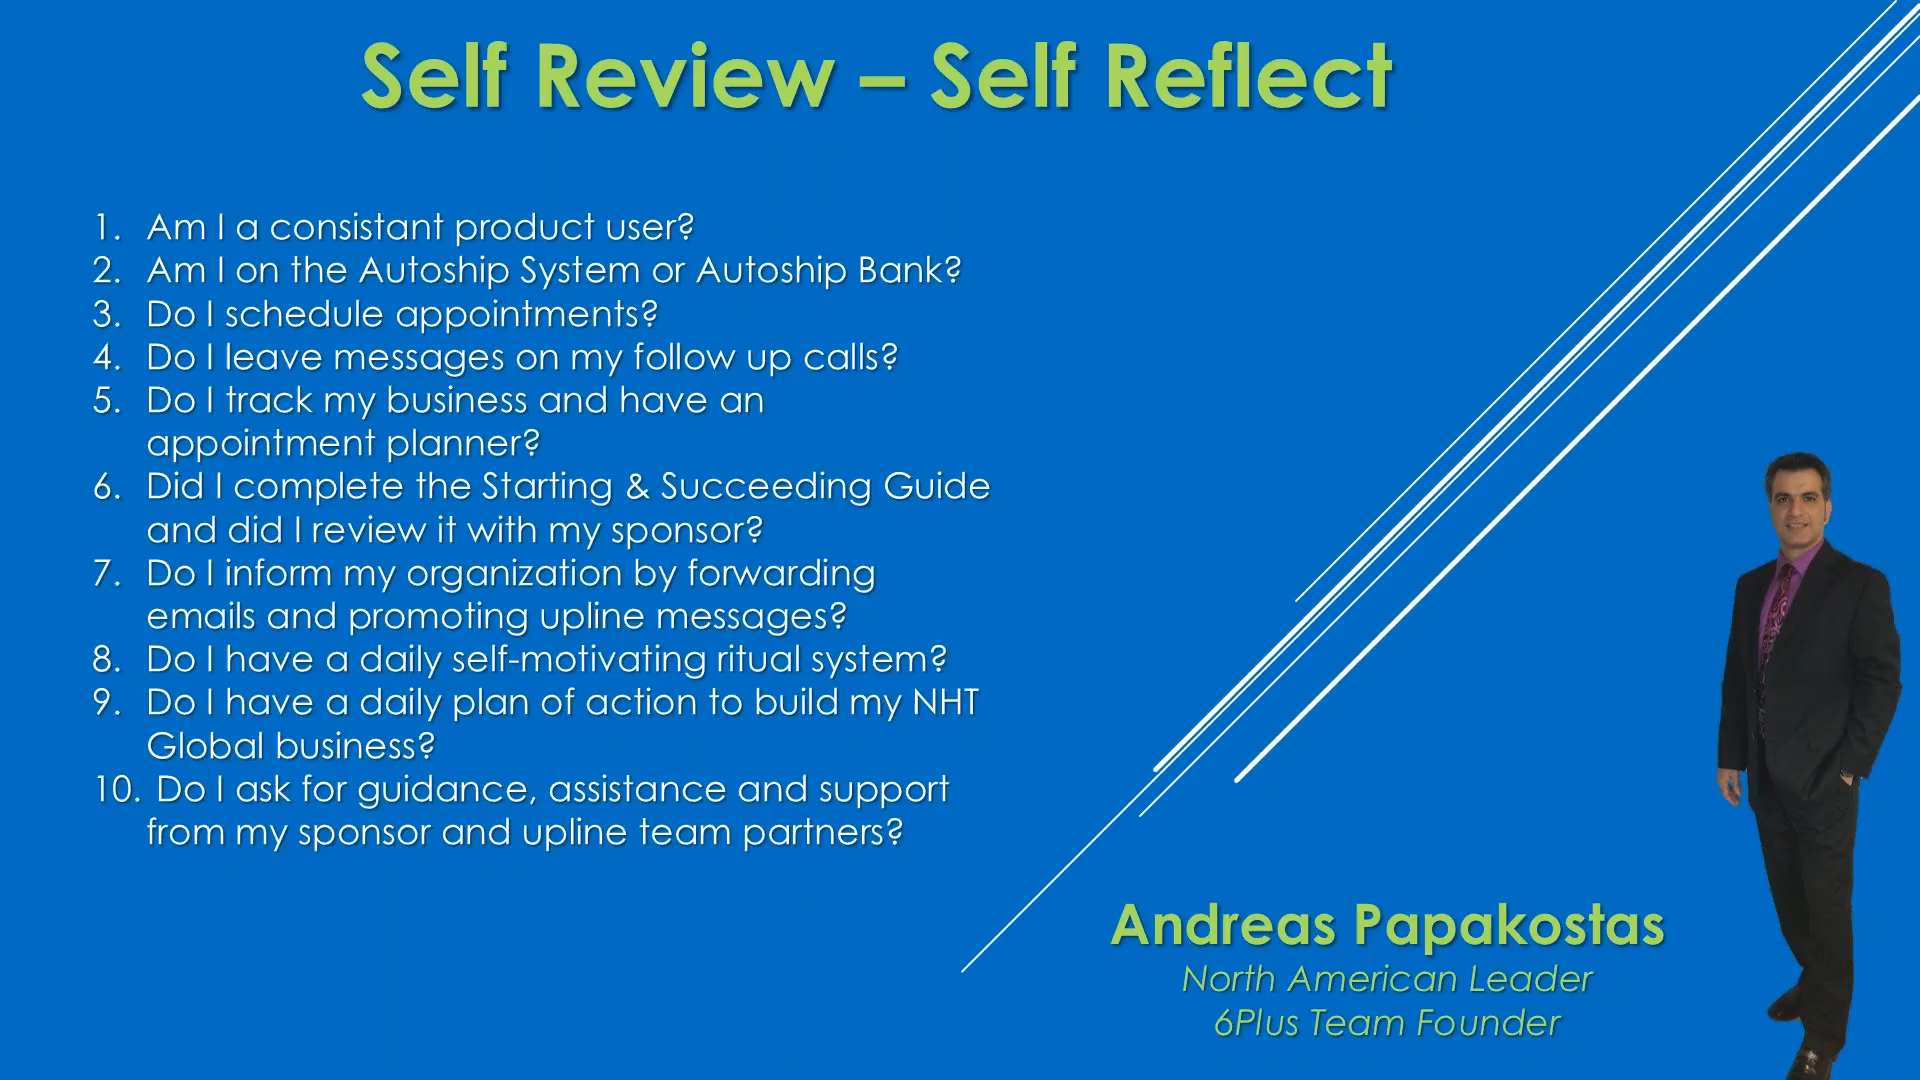 Self Review – Self Reflect
1. Am I a consistant product user?
2. Am I on the Autoship System or Autoship Bank?
3. Do I schedule appointments?
4. Do I leave messages on my follow up calls?
5. Do I track my business and have an
appointment planner?
6. Did I complete the Starting & Succeeding Guide
and did I review it with my sponsor?
7. Do I inform my organization by forwarding
emails and promoting upline messages?
8. Do I have a daily self-motivating ritual system?
9. Do I have a daily plan of action to build my NHT
Global business?
10. Do I ask for guidance, assistance and support
from my sponsor and upline team partners?
Andreas Papakostas
North American Leader
6Plus Team Founder